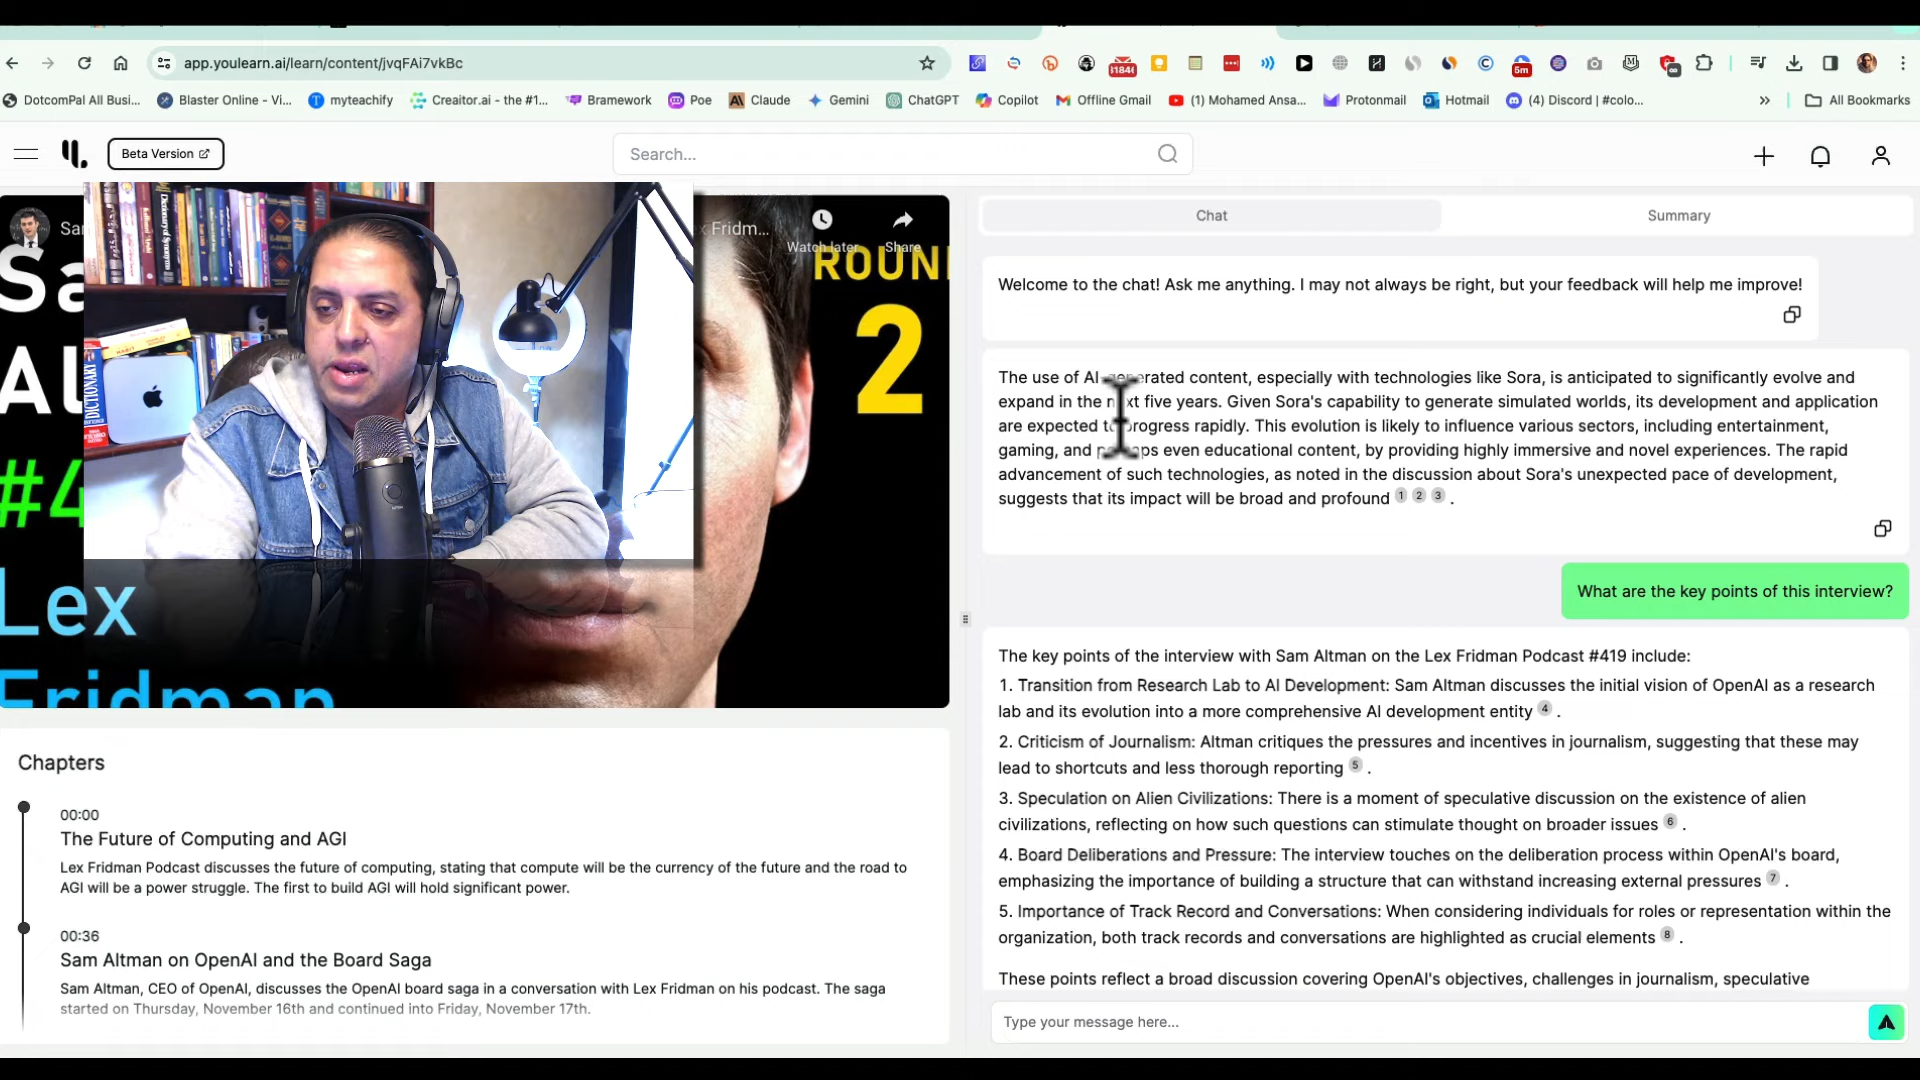 app.youlearn.ai/learn/content/jvqFAi7vkBc
1846
5m
DotcomPal All Busi...
Blaster Online - Vi...
myteachify
Creaitor.ai - the #1...
Bramework
Poe
Claude
Gemini
ChatGPT
Copilot
Offline Gmail
(1) Mohamed Ansa...
Protonmail
Hotmail
(4) Discord | #colo...
All Bookmarks
Beta Version
Search...
Sa
Al
#4
Lex
Fridman
x Fridm...
Watch later
Share
ROUN
2
DICTIONARY
Chapters
00:00
The Future of Computing and AGI
Lex Fridman Podcast discusses the future of computing, stating that compute will be the currency of the future and the road to
AGI will be a power struggle. The first to build AGI will hold significant power.
00:36
Sam Altman on OpenAI and the Board Saga
Sam Altman, CEO of OpenAI, discusses the OpenAI board saga in a conversation with Lex Fridman on his podcast. The saga
started on Thursday, November 16th and continued into Friday, November 17th.
Chat
Summary
Welcome to the chat! Ask me anything. I may not always be right, but your feedback will help me improve!
The use of AI-generated content, especially with technologies like Sora, is anticipated to significantly evolve and
expand in the next five years. Given Sora's capability to generate simulated worlds, its development and application
are expected to progress rapidly. This evolution is likely to influence various sectors, including entertainment,
gaming, and perhaps even educational content, by providing highly immersive and novel experiences. The rapid
advancement of such technologies, as noted in the discussion about Sora's unexpected pace of development,
suggests that its impact will be broad and profound 1 2 3 .
What are the key points of this interview?
The key points of the interview with Sam Altman on the Lex Fridman Podcast #419 include:
1. Transition from Research Lab to AI Development: Sam Altman discusses the initial vision of OpenAI as a research
lab and its evolution into a more comprehensive AI development entity 4 .
2. Criticism of Journalism: Altman critiques the pressures and incentives in journalism, suggesting that these may
lead to shortcuts and less thorough reporting 5 .
3. Speculation on Alien Civilizations: There is a moment of speculative discussion on the existence of alien
civilizations, reflecting on how such questions can stimulate thought on broader issues 6 .
4. Board Deliberations and Pressure: The interview touches on the deliberation process within OpenAI's board,
emphasizing the importance of building a structure that can withstand increasing external pressures 7 .
5. Importance of Track Record and Conversations: When considering individuals for roles or representation within the
organization, both track records and conversations are highlighted as crucial elements 8 .
These points reflect a broad discussion covering OpenAI's objectives, challenges in journalism, speculative
Type your message here...